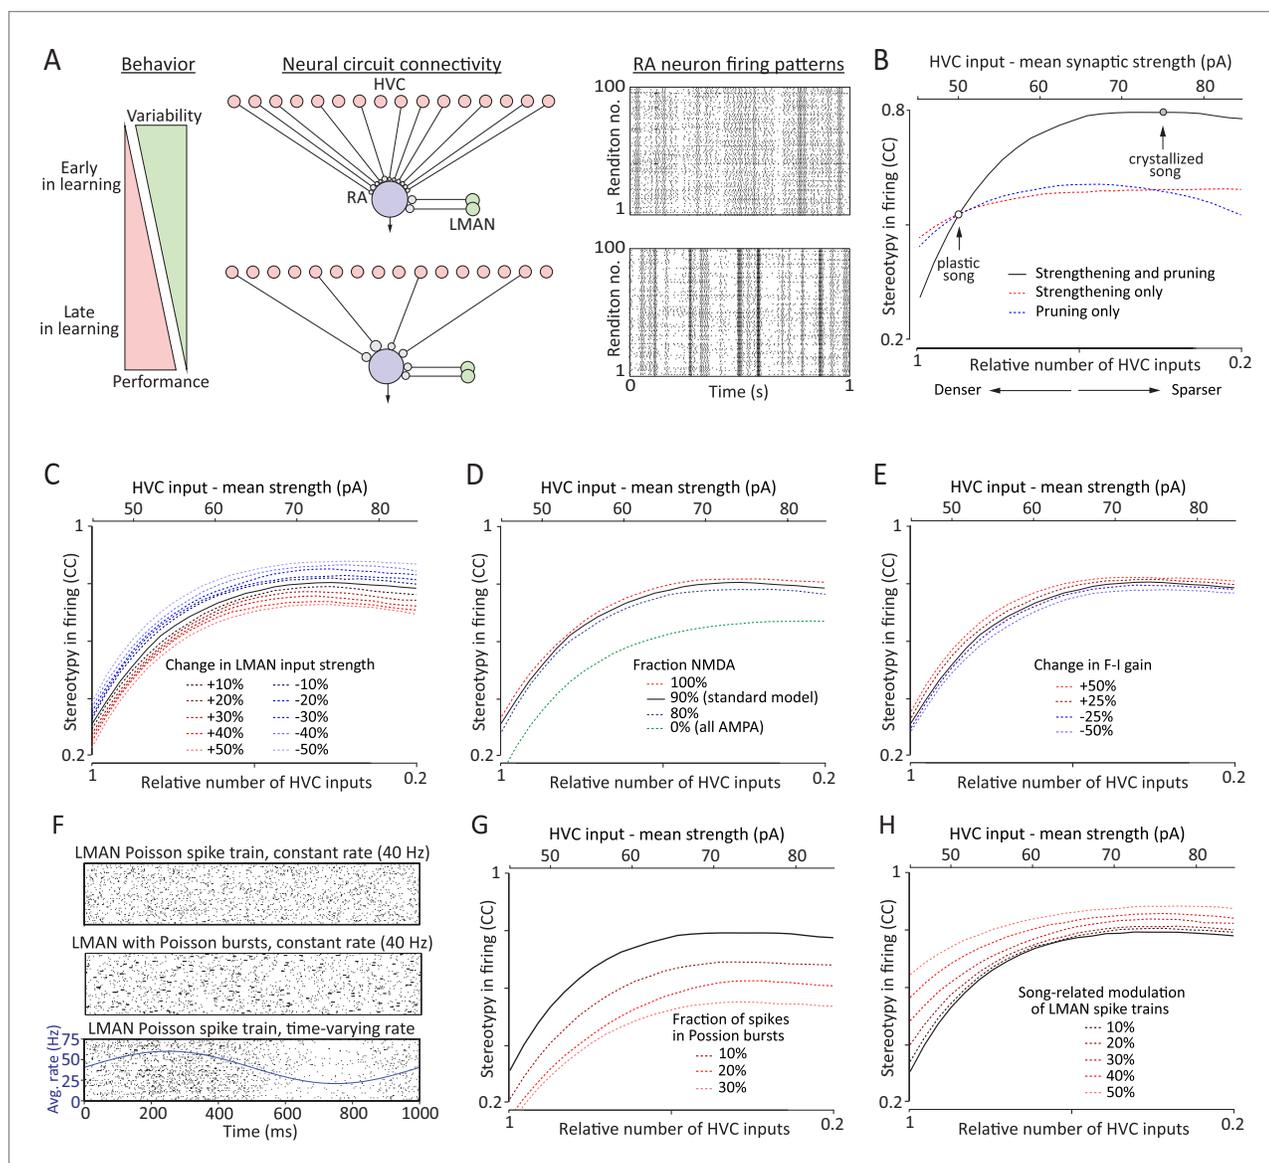 A
Behavior
Variability
Early
in learning
Late
in learning
Performance
Neural circuit connectivity
HVC
RA
LMAN
RA neuron firing patterns
100
Renditon no.
1
100
Renditon no.
1
0
1
Time (s)
B
HVC input - mean synaptic strength (pA)
50 60 70 80
0.8
Stereotypy in firing (CC)
0.2
crystallized
song
plastic
song
Strengthening and pruning
Strengthening only
Pruning only
1 0.2
Relative number of HVC inputs
Denser Sparser
C
HVC input - mean strength (pA)
50 60 70 80
1
Stereotypy in firing (CC)
0.2
Change in LMAN input strength
+10% -10%
+20% -20%
+30% -30%
+40% -40%
+50% -50%
1 0.2
Relative number of HVC inputs
D
HVC input - mean strength (pA)
50 60 70 80
1
Stereotypy in firing (CC)
0.2
Fraction NMDA
100%
90% (standard model)
80%
0% (all AMPA)
1 0.2
Relative number of HVC inputs
E
HVC input - mean strength (pA)
50 60 70 80
1
Stereotypy in firing (CC)
0.2
Change in F-I gain
+50%
+25%
-25%
-50%
1 0.2
Relative number of HVC inputs
F
LMAN Poisson spike train, constant rate (40 Hz)
LMAN with Poisson bursts, constant rate (40 Hz)
LMAN Poisson spike train, time-varying rate
Avg. rate (Hz)
75
50
25
0
0 200 400 600 800 1000
Time (ms)
G
HVC input - mean strength (pA)
50 60 70 80
1
Stereotypy in firing (CC)
0.2
Fraction of spikes
in Possion bursts
10%
20%
30%
1 0.2
Relative number of HVC inputs
H
HVC input - mean strength (pA)
50 60 70 80
1
Stereotypy in firing (CC)
0.2
Song-related modulation
of LMAN spike trains
10%
20%
30%
40%
50%
1 0.2
Relative number of HVC inputs